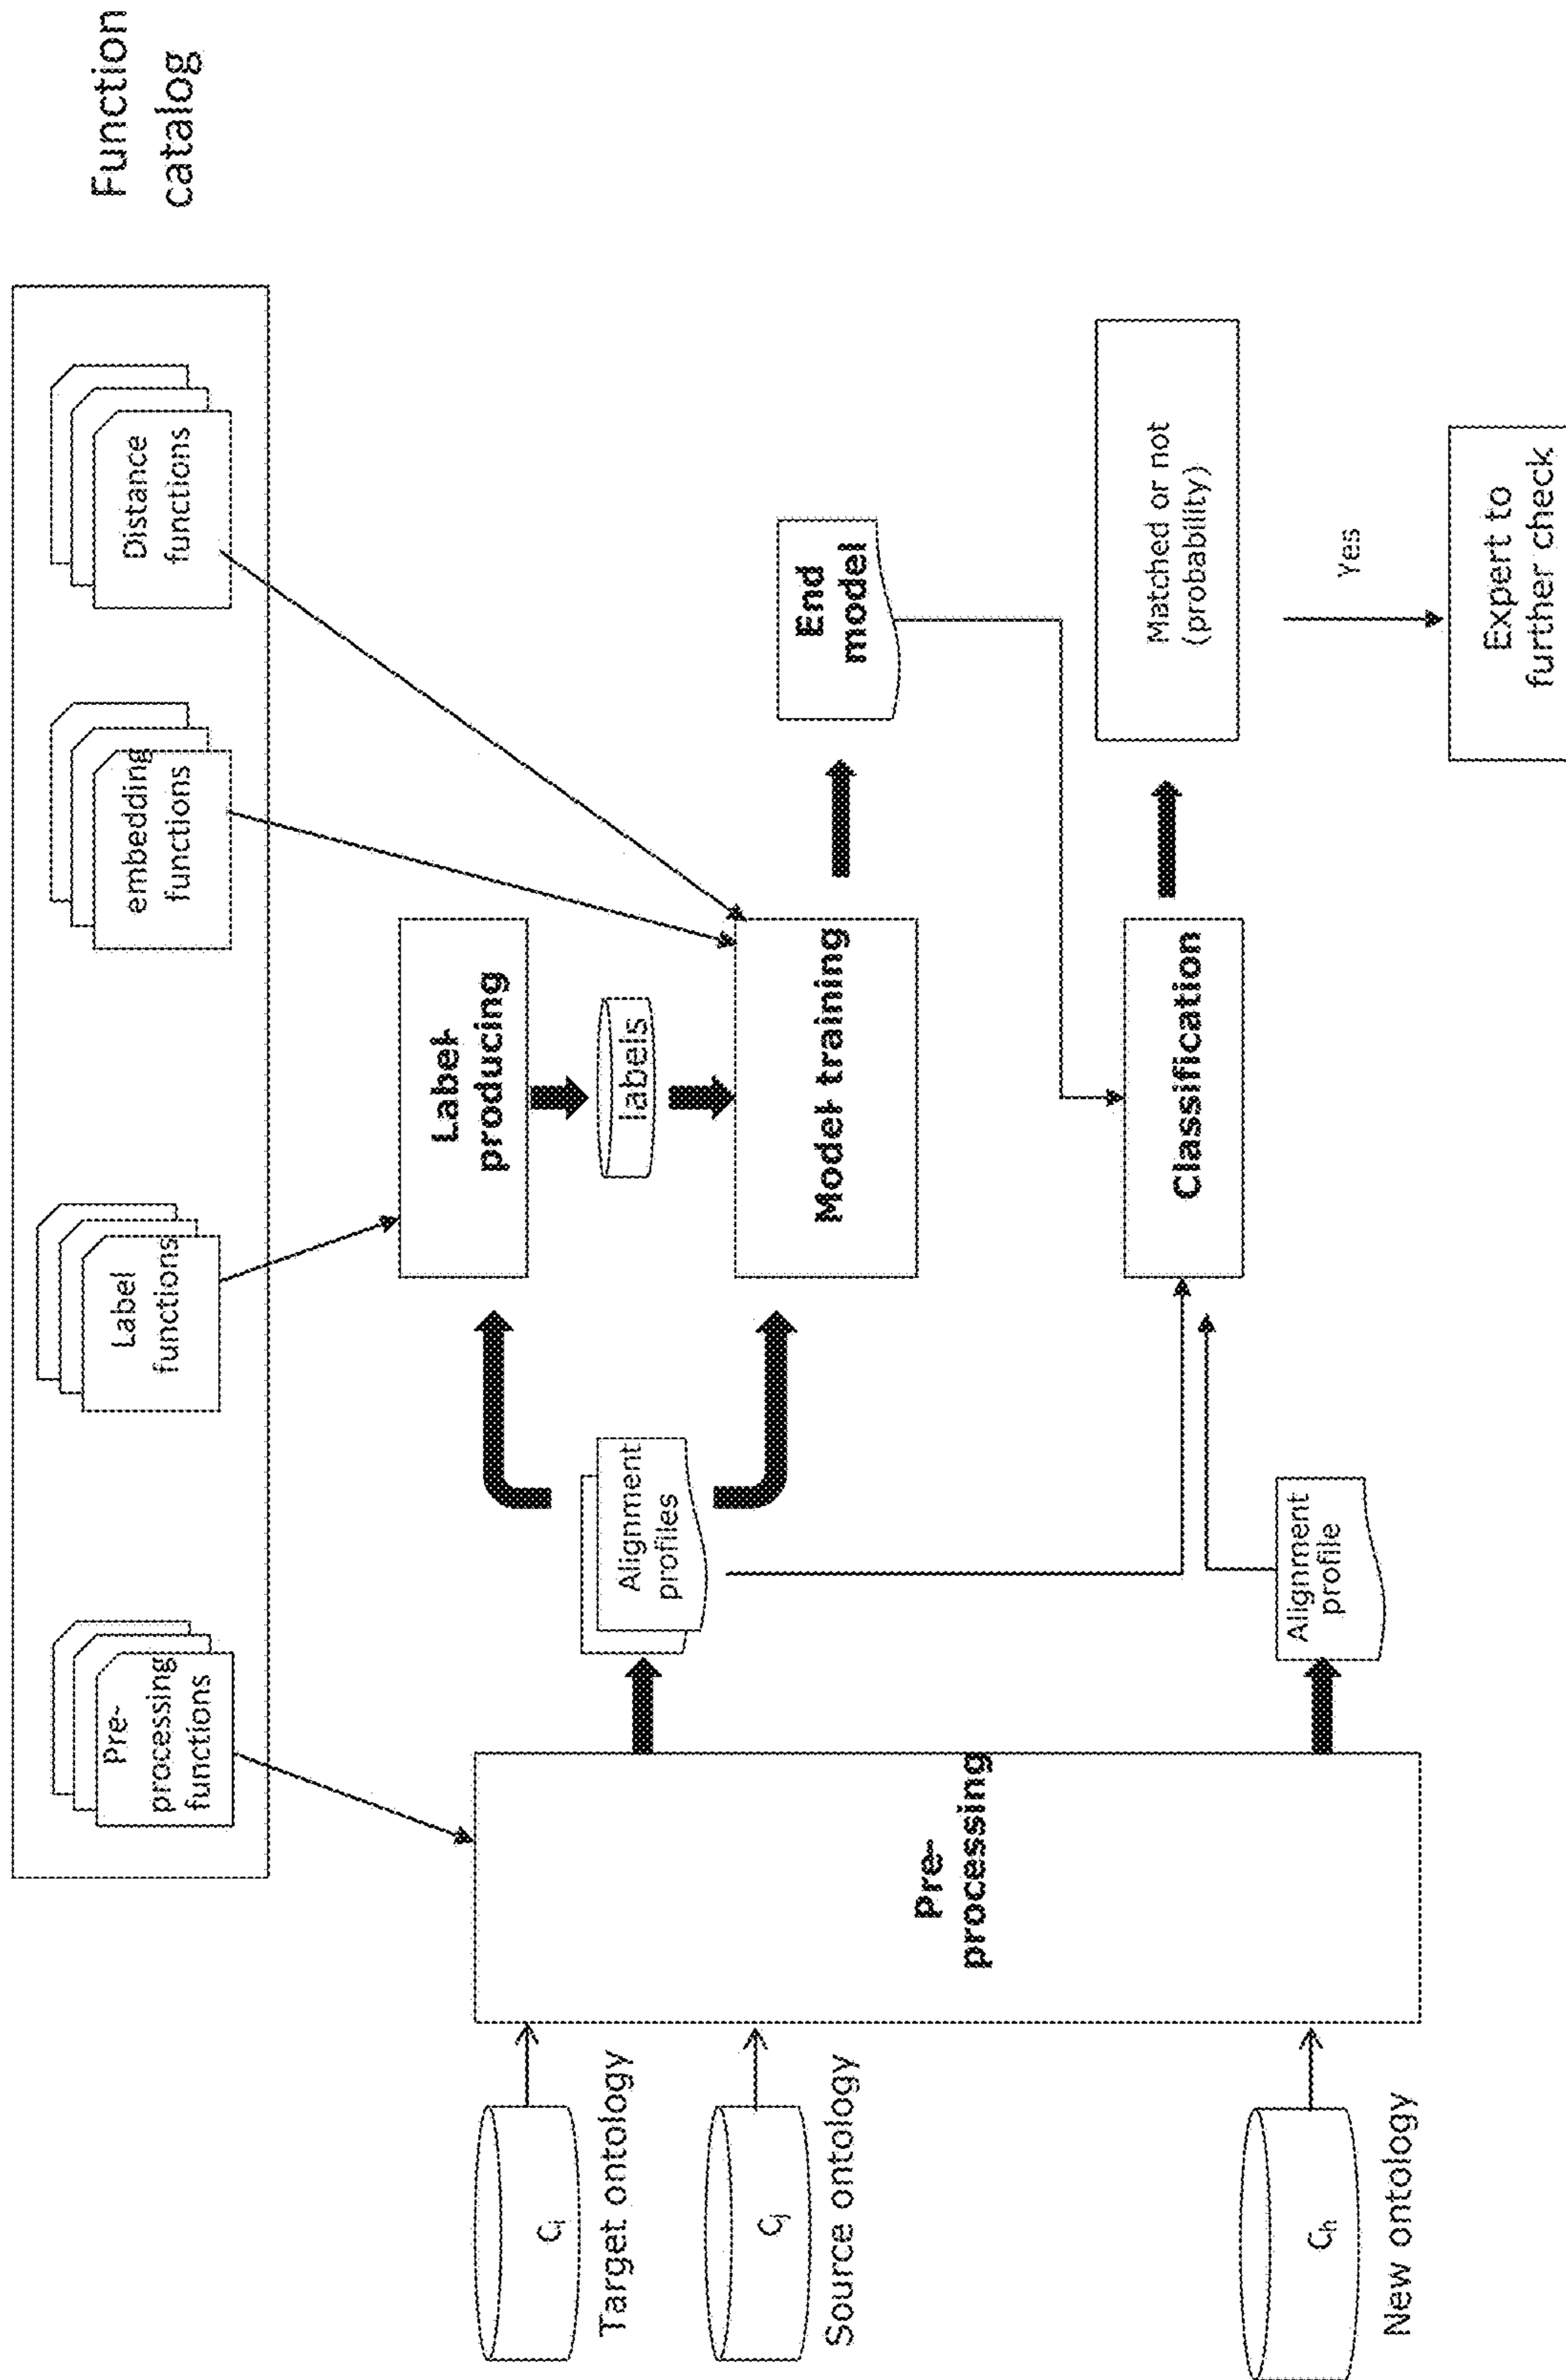 Function
catalog
Pre-
processing
functions
Label
functions
embedding
functions
Distance
functions
Label
producing
labels
Model training
End
model
Alignment
profiles
Pre-
processing
Cᵢ
Target ontology
Cⱼ
Source ontology
Cₕ
New ontology
Alignment
profile
Classification
Matched or not
(probability)
Yes
Expert to
further check